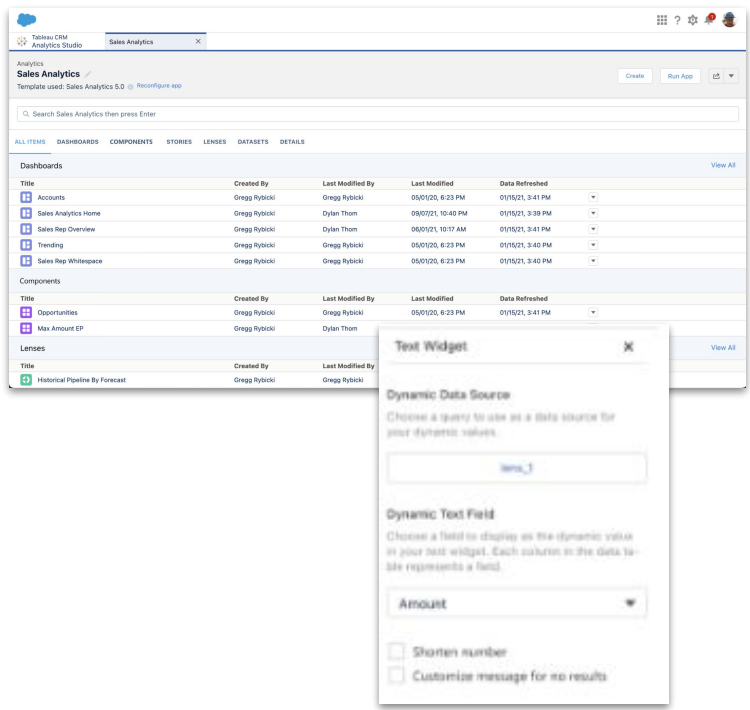 Tableau CRM
Analytics Studio
Sales Analytics
Analytics
Sales Analytics
Template used: Sales Analytics 5.0 Reconfigure app
Create Run App
Search Sales Analytics then press Enter
ALL ITEMS DASHBOARDS COMPONENTS STORIES LENSES DATASETS DETAILS
Dashboards View All
Title Created By Last Modified By Last Modified Data Refreshed
Accounts Gregg Rybicki Gregg Rybicki 05/01/20, 6:23 PM 01/15/21, 3:41 PM
Sales Analytics Home Gregg Rybicki Dylan Thom 09/07/21, 10:40 PM 01/15/21, 3:39 PM
Sales Rep Overview Gregg Rybicki Dylan Thom 06/01/21, 10:17 AM 01/15/21, 3:41 PM
Trending Gregg Rybicki Gregg Rybicki 05/01/20, 6:23 PM 01/15/21, 3:40 PM
Sales Rep Whitespace Gregg Rybicki Gregg Rybicki 05/01/20, 6:23 PM 01/15/21, 3:40 PM
Components
Title Created By Last Modified By Last Modified Data Refreshed
Opportunities Gregg Rybicki Gregg Rybicki 05/01/20, 6:23 PM 01/15/21, 3:41 PM
Max Amount EP Gregg Rybicki Dylan Thom
Lenses View All
Title Created By Last Modified By
Historical Pipeline By Forecast Gregg Rybicki Gregg Rybicki
Text Widget
Dynamic Data Source
Choose a query to use as a data source for
your dynamic values.
lens_1
Dynamic Text Field
Choose a field to display as the dynamic value
in your text widget. Each column in the data ta-
ble represents a field.
Amount
Shorten number
Customize message for no results